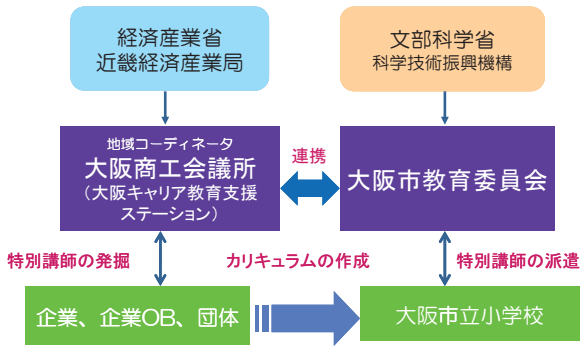 経済産業省
近畿経済産業局
文部科学省
科学技術振興機構
地域コーディネータ
大阪商工会議所
（大阪キャリア教育支援
ステーション）
連携
大阪市教育委員会
特別講師の発掘
カリキュラムの作成
特別講師の派遣
企業、企業OB、団体
大阪市立小学校